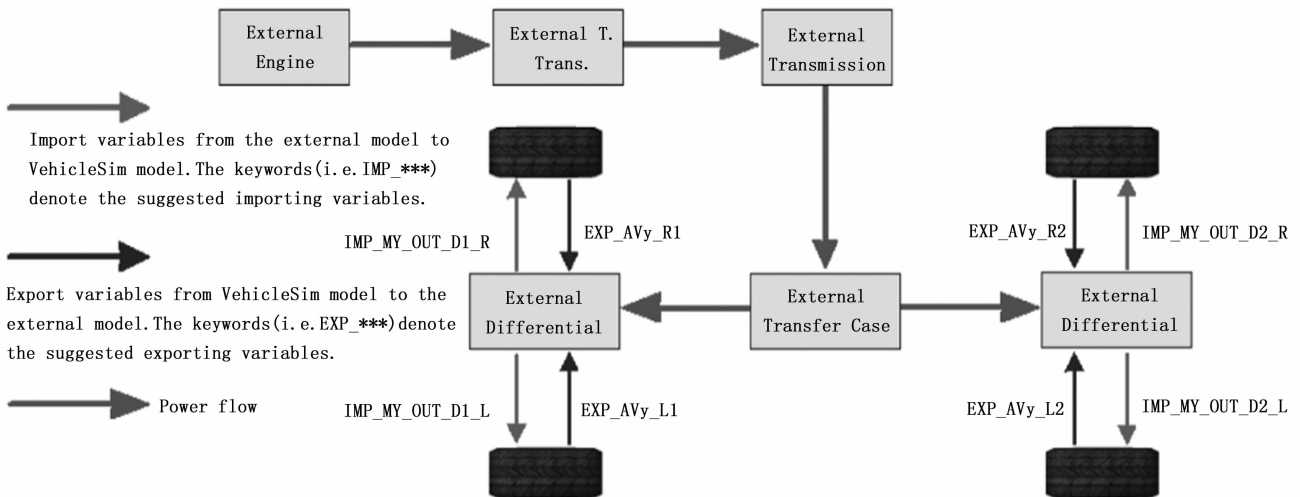 External
Engine
External T.
Trans.
External
Transmission
Import variables from the external model to
VehicleSim model.The keywords(i.e.IMP_***)
denote the suggested importing variables.
IMP_MY_OUT_D1_R
EXP_AVy_R1
EXP_AVy_R2
IMP_MY_OUT_D2_R
Export variables from VehicleSim model to the
external model.The keywords(i.e.EXP_***)denote
the suggested exporting variables.
External
Differential
External
Transfer Case
External
Differential
Power flow
IMP_MY_OUT_D1_L
EXP_AVy_L1
EXP_AVy_L2
IMP_MY_OUT_D2_L